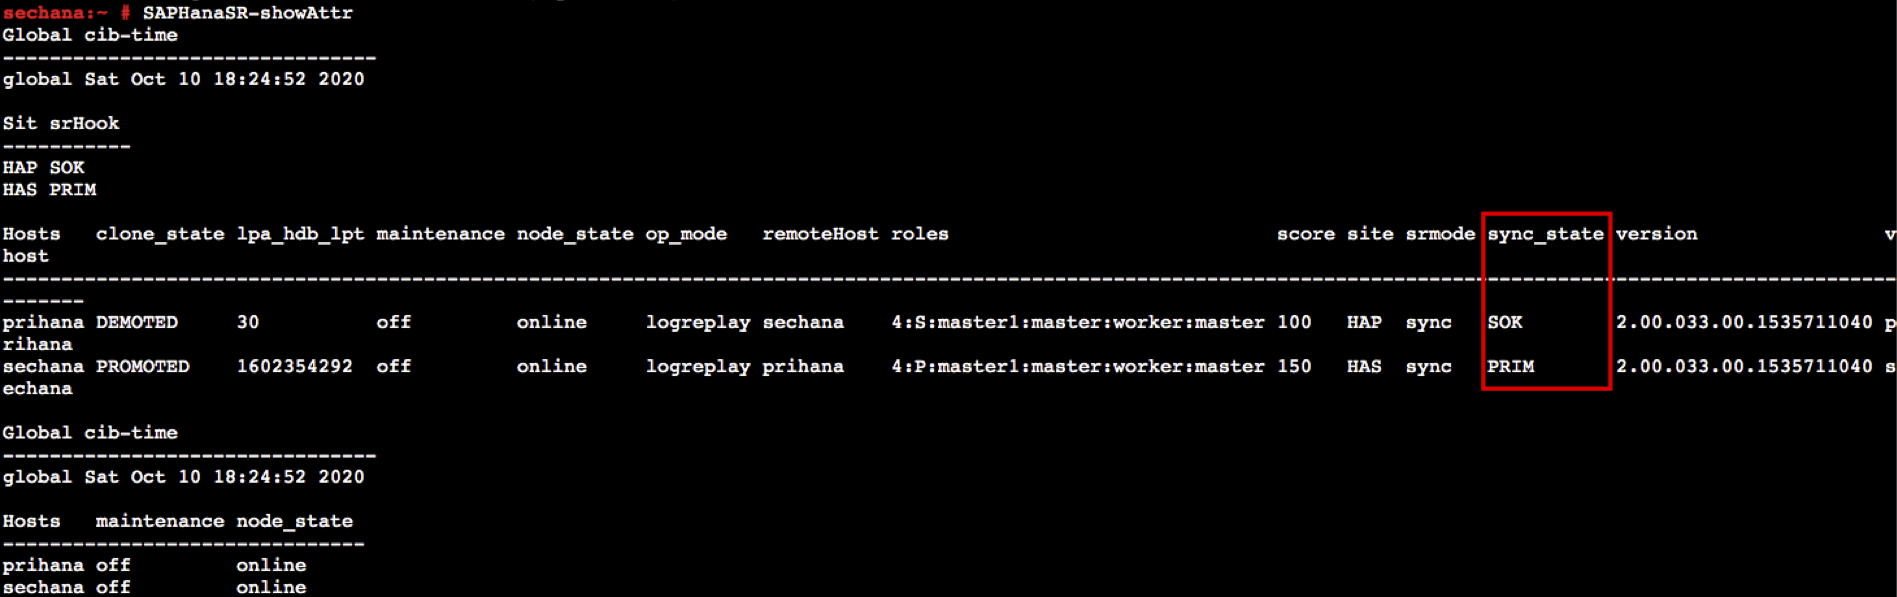 sechana:~ # SAPHanaSR-showAttr
Global cib-time
--------------------------------
global Sat Oct 10 18:24:52 2020
Sit srHook
-----------
HAP SOK
HAS PRIM
Hosts   clone_state lpa_hdb_lpt maintenance node_state op_mode   remoteHost roles                            score site srmode sync_state version                v
host
------------------------------------------------------------------------------------------------------------------------------------------------------------------
-------
prihana DEMOTED     30          off         online     logreplay sechana    4:S:master1:master:worker:master 100   HAP  sync   SOK        2.00.033.00.1535711040 p
rihana
sechana PROMOTED    1602354292  off         online     logreplay prihana    4:P:master1:master:worker:master 150   HAS  sync   PRIM       2.00.033.00.1535711040 s
echana
Global cib-time
--------------------------------
global Sat Oct 10 18:24:52 2020
Hosts   maintenance node_state
-------------------------------
prihana off         online
sechana off         online